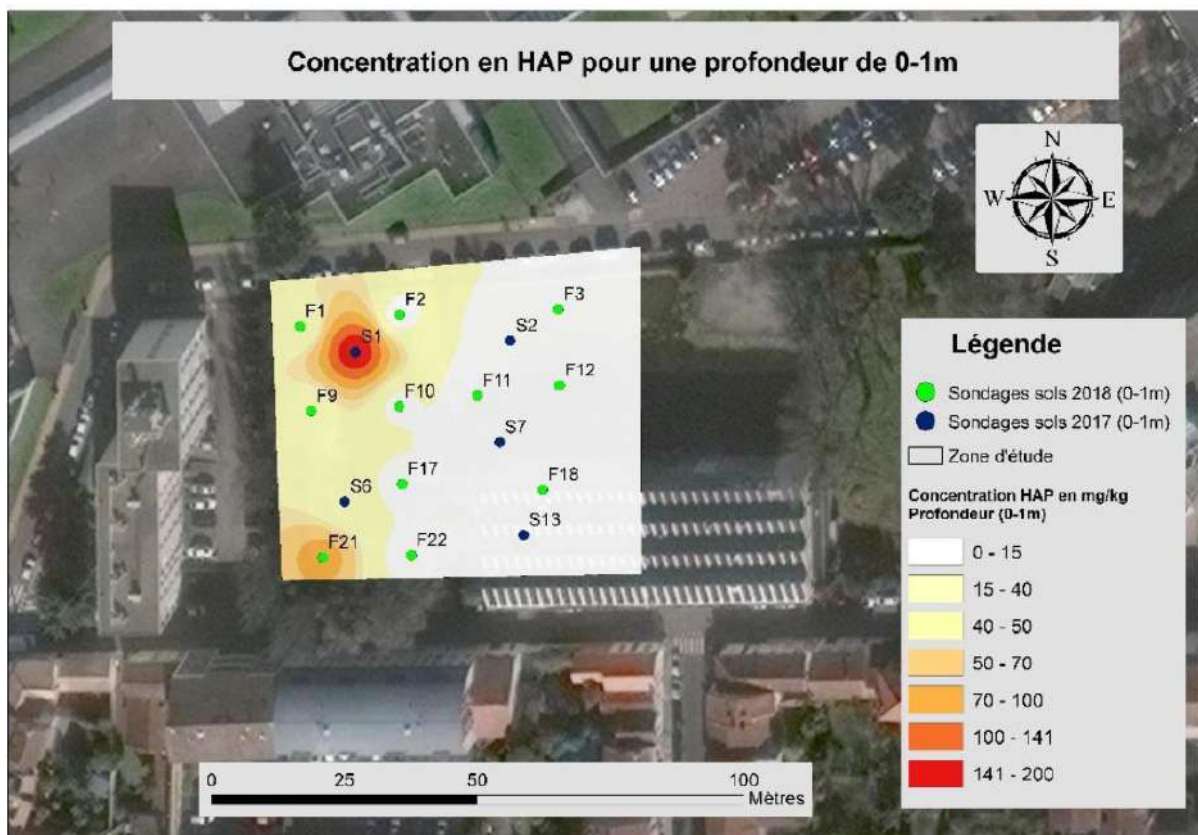 Concentration en HAP pour une profondeur de 0-1m
N
W E
S
F1
F2
F3
S1
S2
F9
F10
F11
F12
S7
F17
F18
S6
S13
F21
F22
Légende
Sondages sols 2018 (0-1m)
Sondages sols 2017 (0-1m)
Zone d'étude
Concentration HAP en mg/kg
Profondeur (0-1m)
0 - 15
15 - 40
40 - 50
50 - 70
70 - 100
100 - 141
141 - 200
0 25 50 100
Mètres